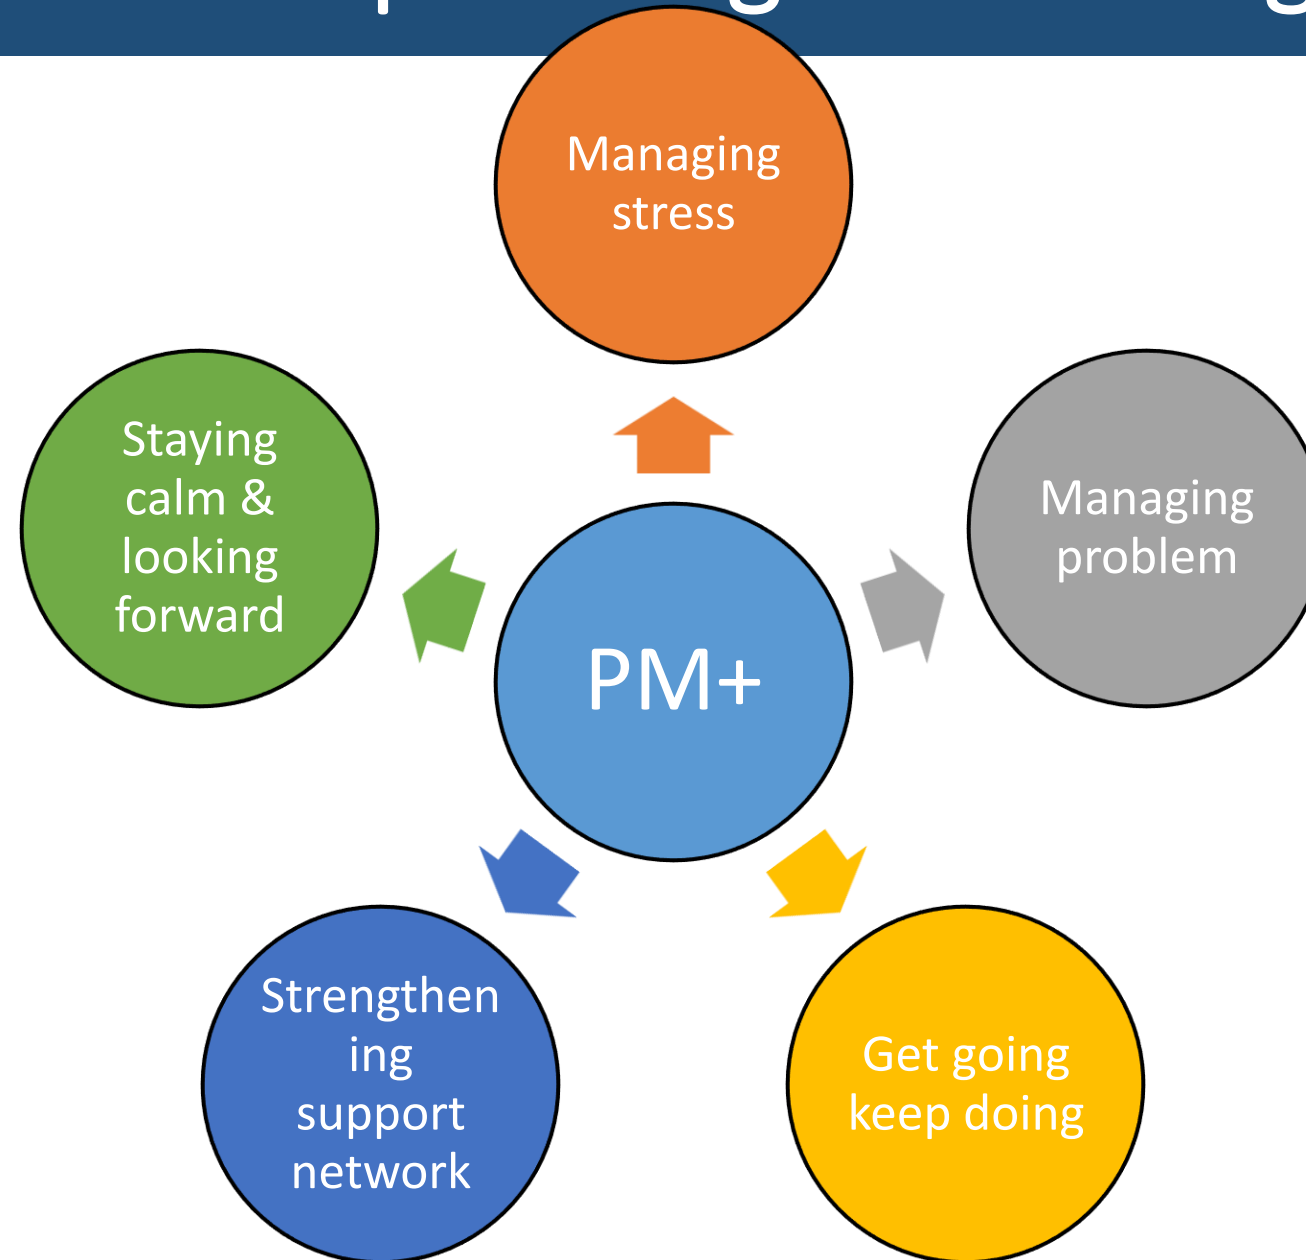 Managing
stress
Managing
problem
Get going
keep doing
Strengthen
ing
support
network
Staying
calm &
looking
forward
PM+